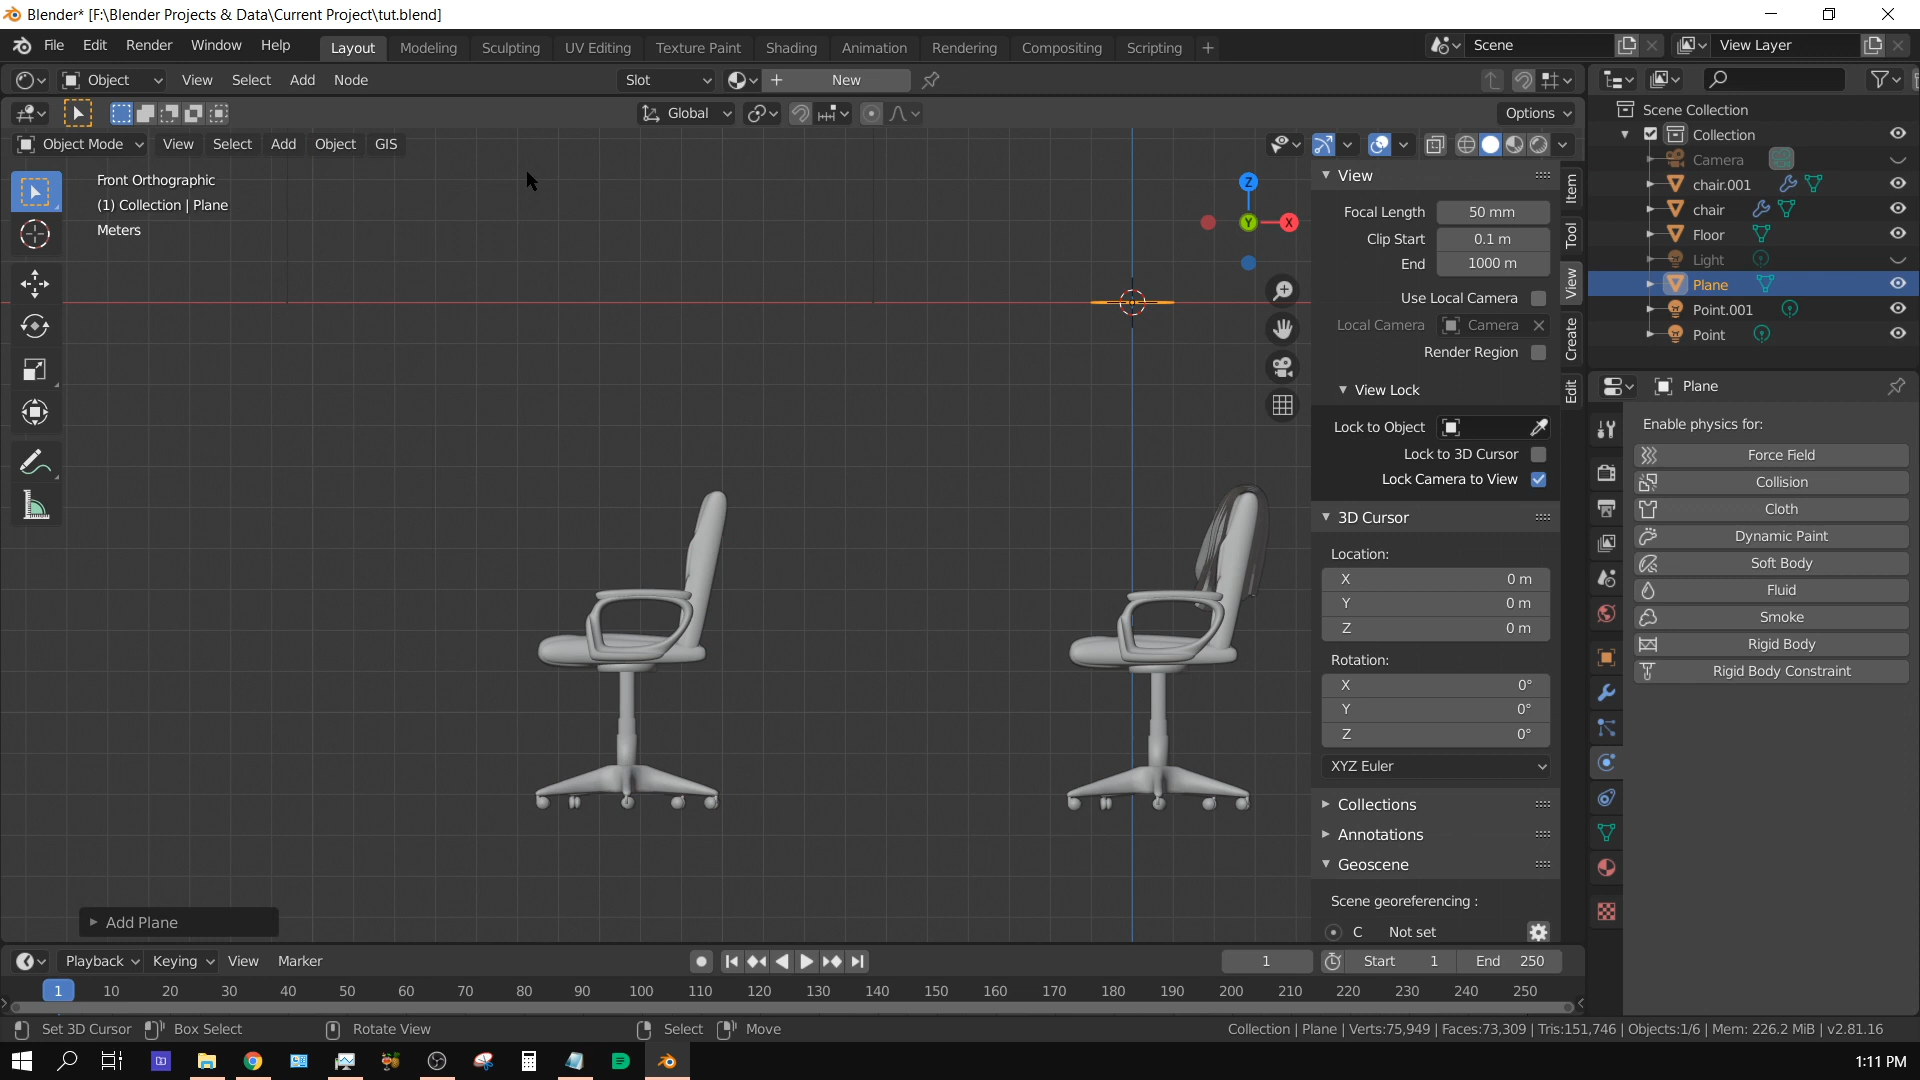 Blender* [F:\Blender Projects & Data\Current Project\tut.blend]
File Edit Render Window Help
Layout Modeling Sculpting UV Editing Texture Paint Shading Animation Rendering Compositing Scripting +
Scene
View Layer
Object View Select Add Node
Slot
New
Global
Options
Object Mode View Select Add Object GIS
Front Orthographic
(1) Collection | Plane
Meters
Z
Y
X
View
Focal Length 50 mm
Clip Start 0.1 m
End 1000 m
Use Local Camera
Local Camera Camera
Render Region
View Lock
Lock to Object
Lock to 3D Cursor
Lock Camera to View
3D Cursor
Location:
X 0 m
Y 0 m
Z 0 m
Rotation:
X 0°
Y 0°
Z 0°
XYZ Euler
Collections
Annotations
Geoscene
Scene georeferencing :
C Not set
Item
Tool
View
Create
Edit
Scene Collection
Collection
Camera
chair.001
chair
Floor
Light
Plane
Point.001
Point
Plane
Enable physics for:
Force Field
Collision
Cloth
Dynamic Paint
Soft Body
Fluid
Smoke
Rigid Body
Rigid Body Constraint
Add Plane
Playback Keying View Marker
1
Start 1
End 250
1 10 20 30 40 50 60 70 80 90 100 110 120 130 140 150 160 170 180 190 200 210 220 230 240 250
Set 3D Cursor Box Select Rotate View Select Move
Collection | Plane | Verts:75,949 | Faces:73,309 | Tris:151,746 | Objects:1/6 | Mem: 226.2 MiB | v2.81.16
1:11 PM